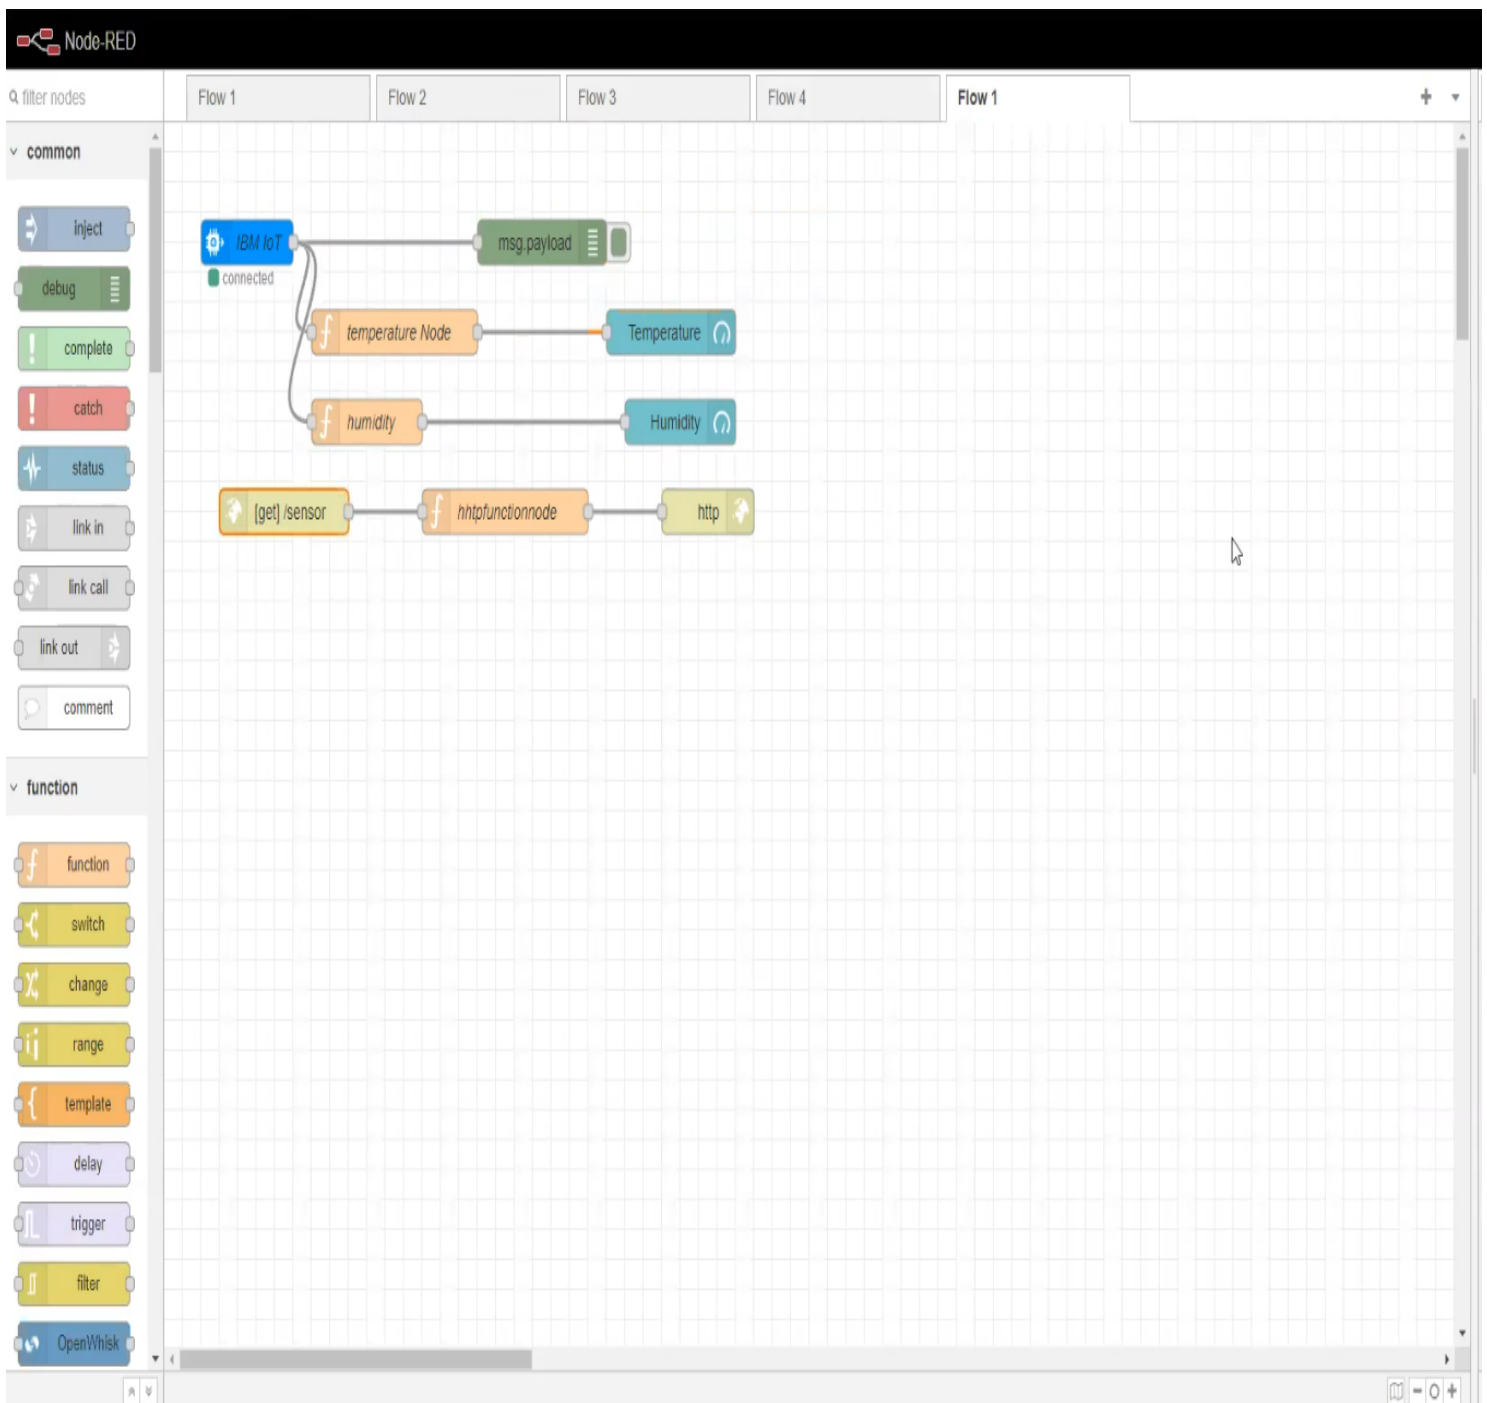 Node-RED
filter nodes
Flow 1
Flow 2
Flow 3
Flow 4
Flow 1
common
inject
debug
complete
catch
status
link in
link call
link out
comment
function
function
switch
change
range
template
delay
trigger
filter
OpenWhisk
IBM IoT
connected
msg.payload
temperature Node
Temperature
humidity
Humidity
[get] /sensor
hhtpfunctionnode
http